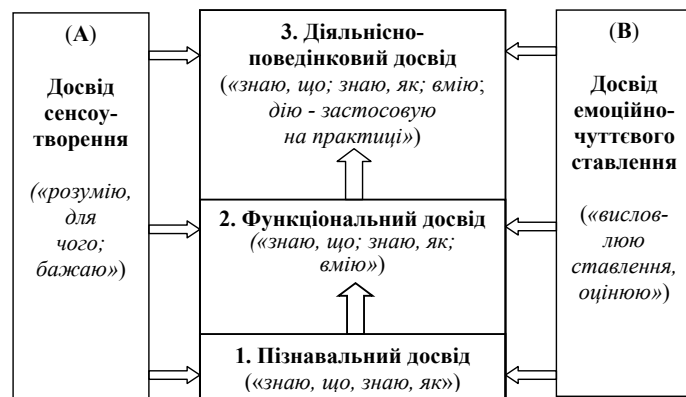 (А)
Досвід
сенсоу-
творення
(«розумію,
для
чого;
бажаю»)
3. Діяльнісно-
поведінковий досвід
(«знаю, що; знаю, як; вмію;
дію - застосовую
на практиці»)
2. Функціональний досвід
(«знаю, що; знаю, як;
вмію»)
1. Пізнавальний досвід
(«знаю, що, знаю, як»)
(В)
Досвід
емоційно-
чуттєвого
ставлення
(«вислов-
люю
ставлення,
оцінюю»)